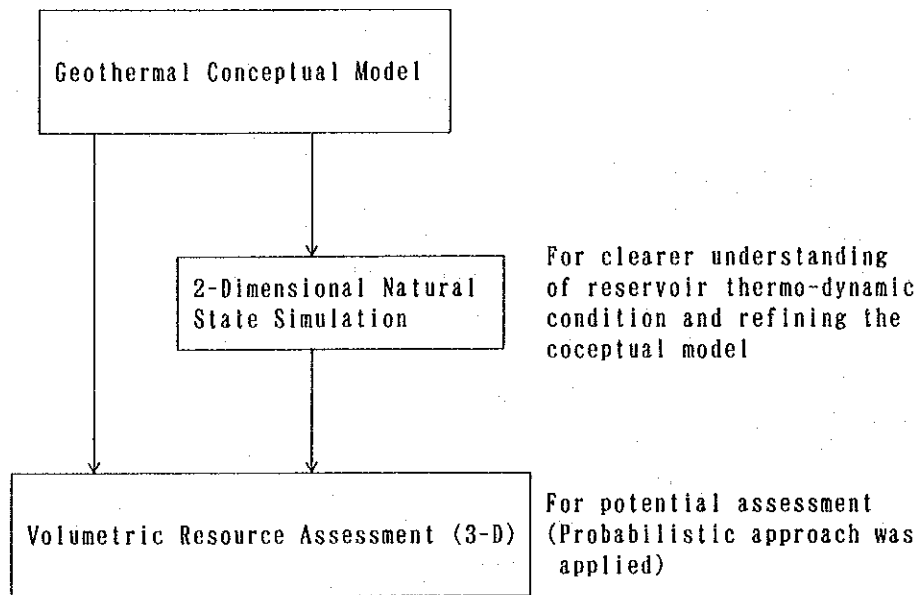 Geothermal Conceptual Model
2-Dimensional Natural
State Simulation
For clearer understanding
of reservoir thermo-dynamic
condition and refining the
coceptual model
Volumetric Resource Assessment (3-D)
For potential assessment
(Probabilistic approach was
applied)